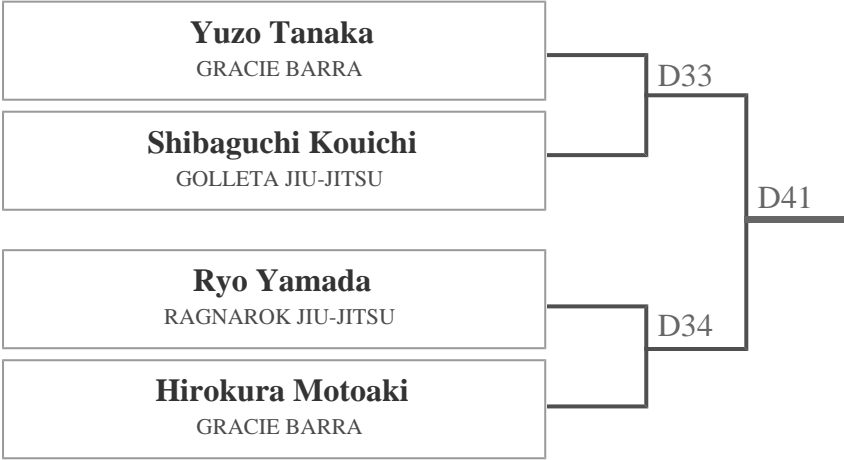 Yuzo Tanaka
GRACIE BARRA
D33
Shibaguchi Kouichi
GOLLETA JIU-JITSU
D41
Ryo Yamada
RAGNAROK JIU-JITSU
D34
Hirokura Motoaki
GRACIE BARRA